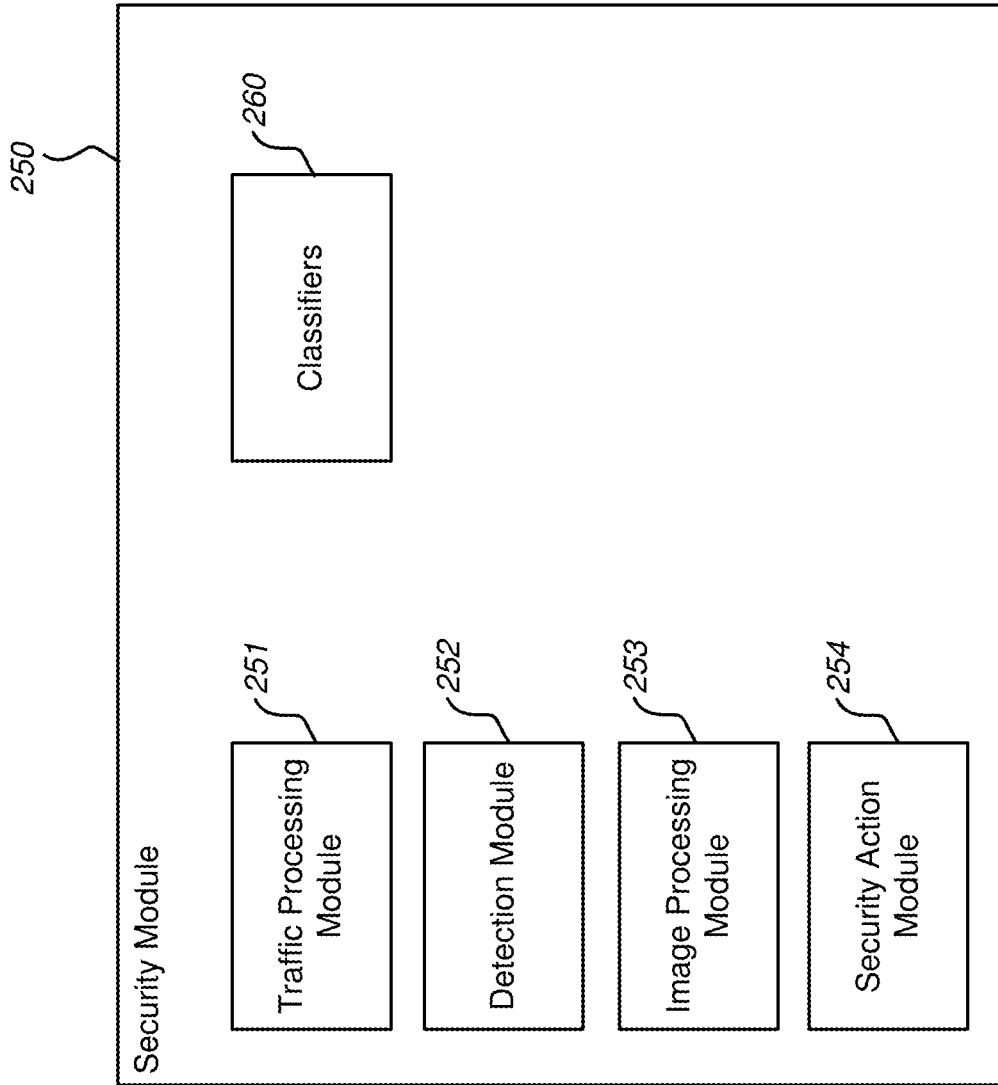 250
Security Module
Traffic Processing
Module
251
Classifiers
260
Detection Module
252
Image Processing
Module
253
Security Action
Module
254